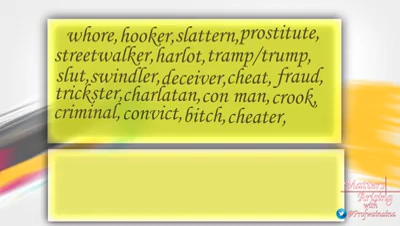 whore, hooker, slattern, prostitute,
streetwalker, harlot, tramp/trump,
slut, swindler, deceiver, cheat, fraud,
trickster, charlatan, con man, crook,
criminal, convict, bitch, cheater,
with